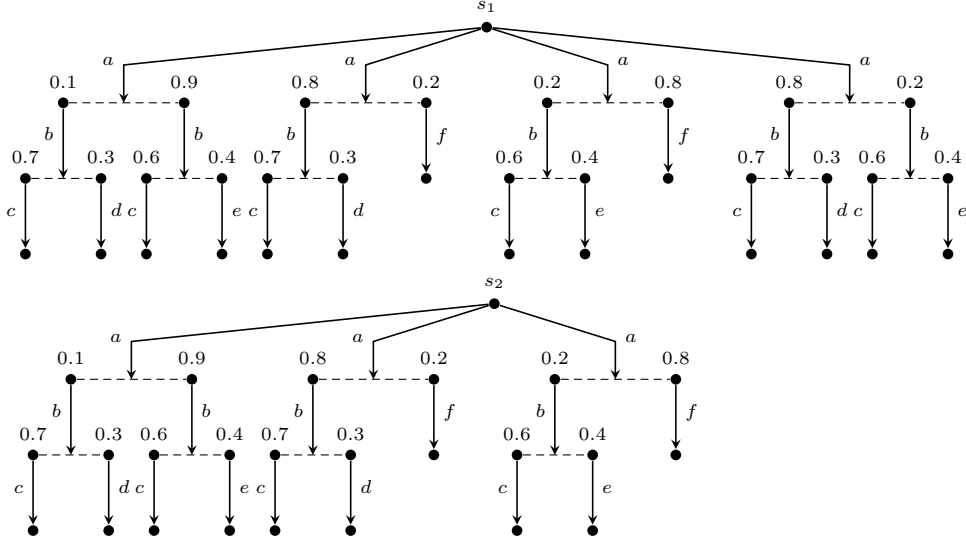 s1
a a a a
0.1 0.9 0.8 0.2 0.2 0.8 0.8 0.2
b b b f b f b b
0.7 0.3 0.6 0.4 0.7 0.3 0.6 0.4 0.7 0.3 0.6 0.4
c d c e c d c e c d c e
s2
a a a
0.1 0.9 0.8 0.2 0.2 0.8
b b b f b f
0.7 0.3 0.6 0.4 0.7 0.3 0.6 0.4
c d c e c d c e